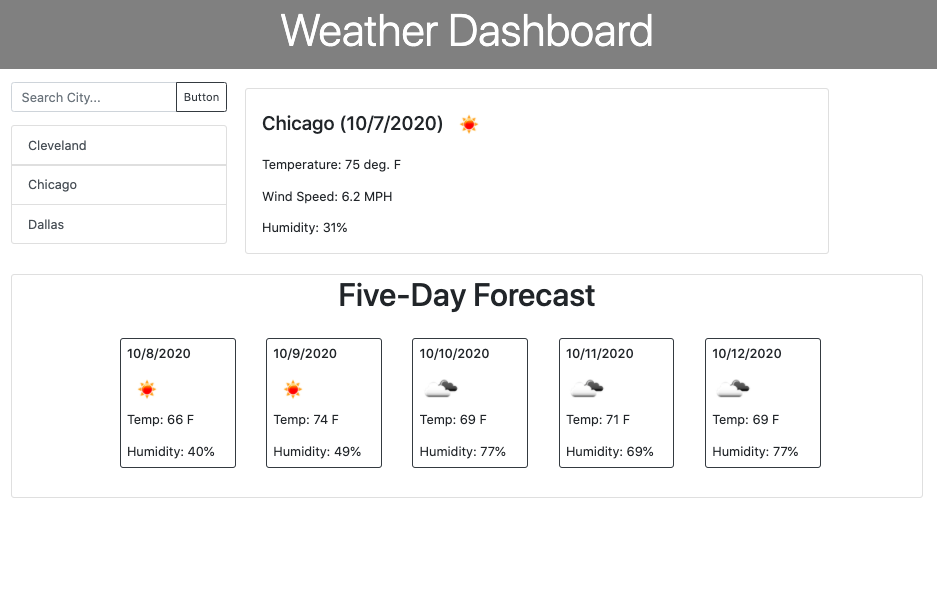 Weather Dashboard
Search City...
Button
Cleveland
Chicago
Dallas
Chicago (10/7/2020)
Temperature: 75 deg. F
Wind Speed: 6.2 MPH
Humidity: 31%
Five-Day Forecast
10/8/2020
Temp: 66 F
Humidity: 40%
10/9/2020
Temp: 74 F
Humidity: 49%
10/10/2020
Temp: 69 F
Humidity: 77%
10/11/2020
Temp: 71 F
Humidity: 69%
10/12/2020
Temp: 69 F
Humidity: 77%